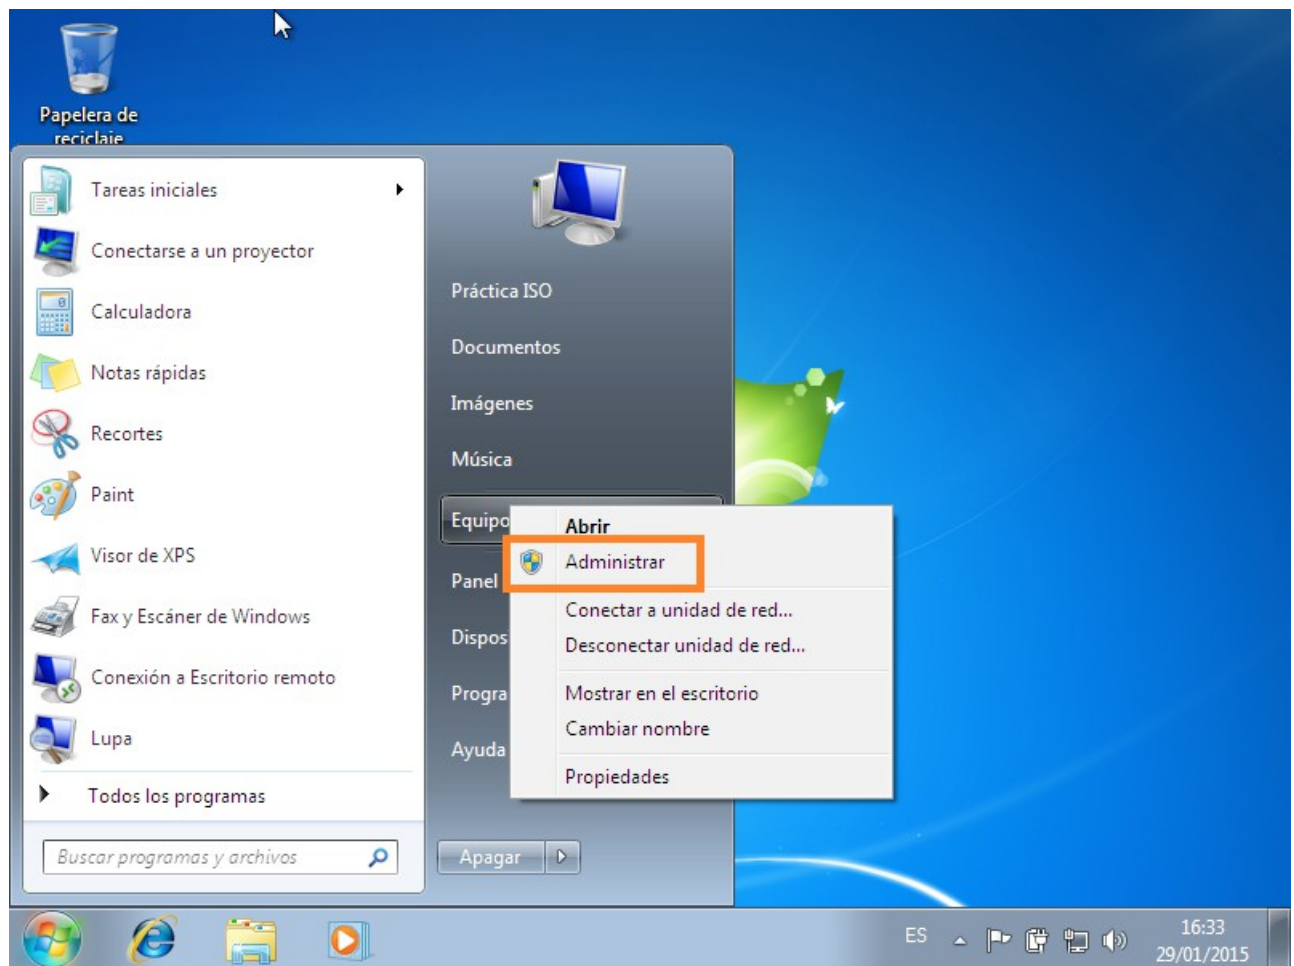 Papelera de
reciclaje
Tareas iniciales
Conectarse a un proyector
Calculadora
Notas rápidas
Recortes
Paint
Visor de XPS
Fax y Escáner de Windows
Conexión a Escritorio remoto
Lupa
Todos los programas
Buscar programas y archivos
Práctica ISO
Documentos
Imágenes
Música
Equipo
Panel
Dispos
Progra
Ayuda
Apagar
Abrir
Administrar
Conectar a unidad de red...
Desconectar unidad de red...
Mostrar en el escritorio
Cambiar nombre
Propiedades
ES
16:33
29/01/2015